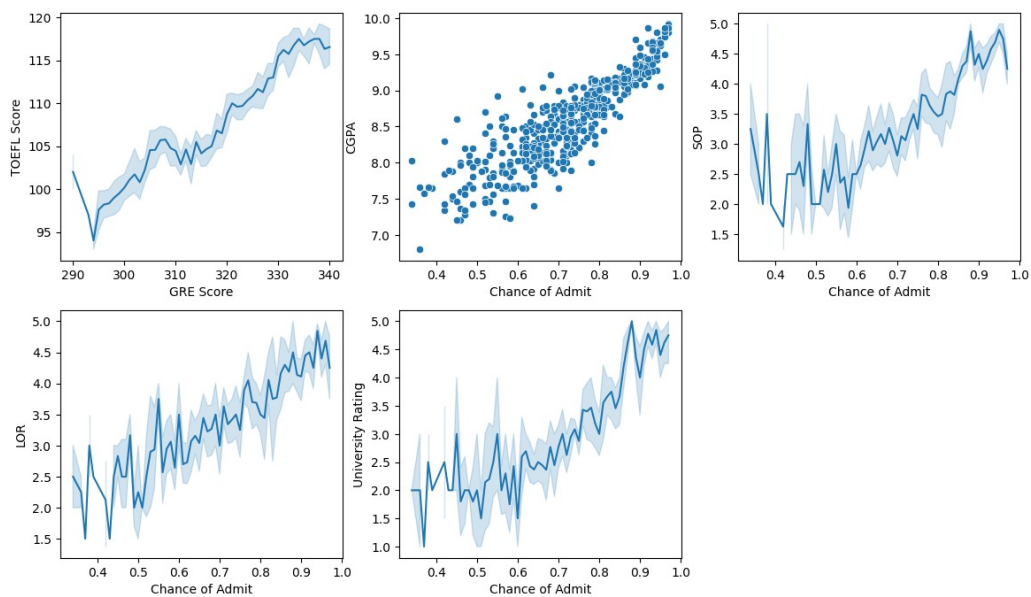 120
115
110
105
100
95
TOEFL Score
290 300 310 320 330 340
GRE Score
10.0
9.5
9.0
8.5
8.0
7.5
7.0
CGPA
0.4 0.5 0.6 0.7 0.8 0.9 1.0
Chance of Admit
5.0
4.5
4.0
3.5
3.0
2.5
2.0
1.5
SOP
0.4 0.5 0.6 0.7 0.8 0.9 1.0
Chance of Admit
5.0
4.5
4.0
3.5
3.0
2.5
2.0
1.5
LOR
0.4 0.5 0.6 0.7 0.8 0.9 1.0
Chance of Admit
5.0
4.5
4.0
3.5
3.0
2.5
2.0
1.5
1.0
University Rating
0.4 0.5 0.6 0.7 0.8 0.9 1.0
Chance of Admit